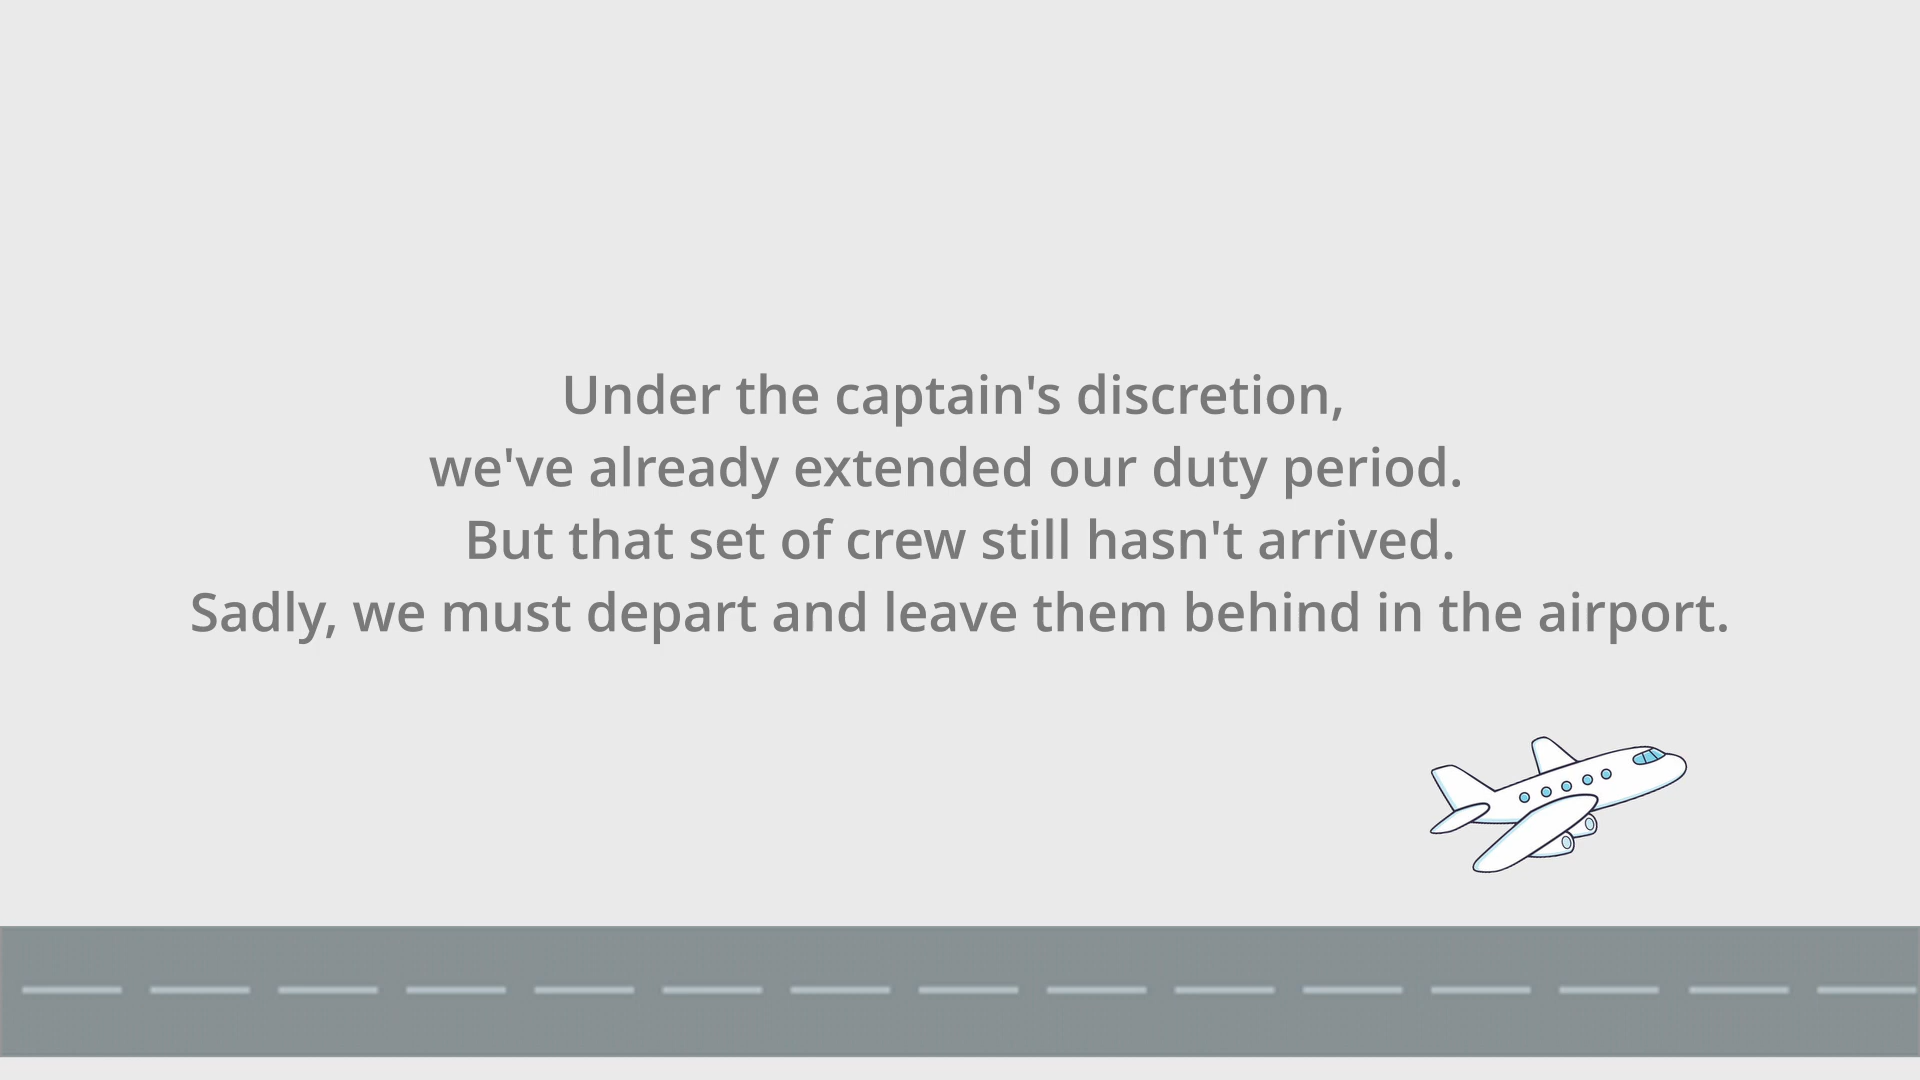 Under the captain's discretion,
we've already extended our duty period.
But that set of crew still hasn't arrived.
Sadly, we must depart and leave them behind in the airport.